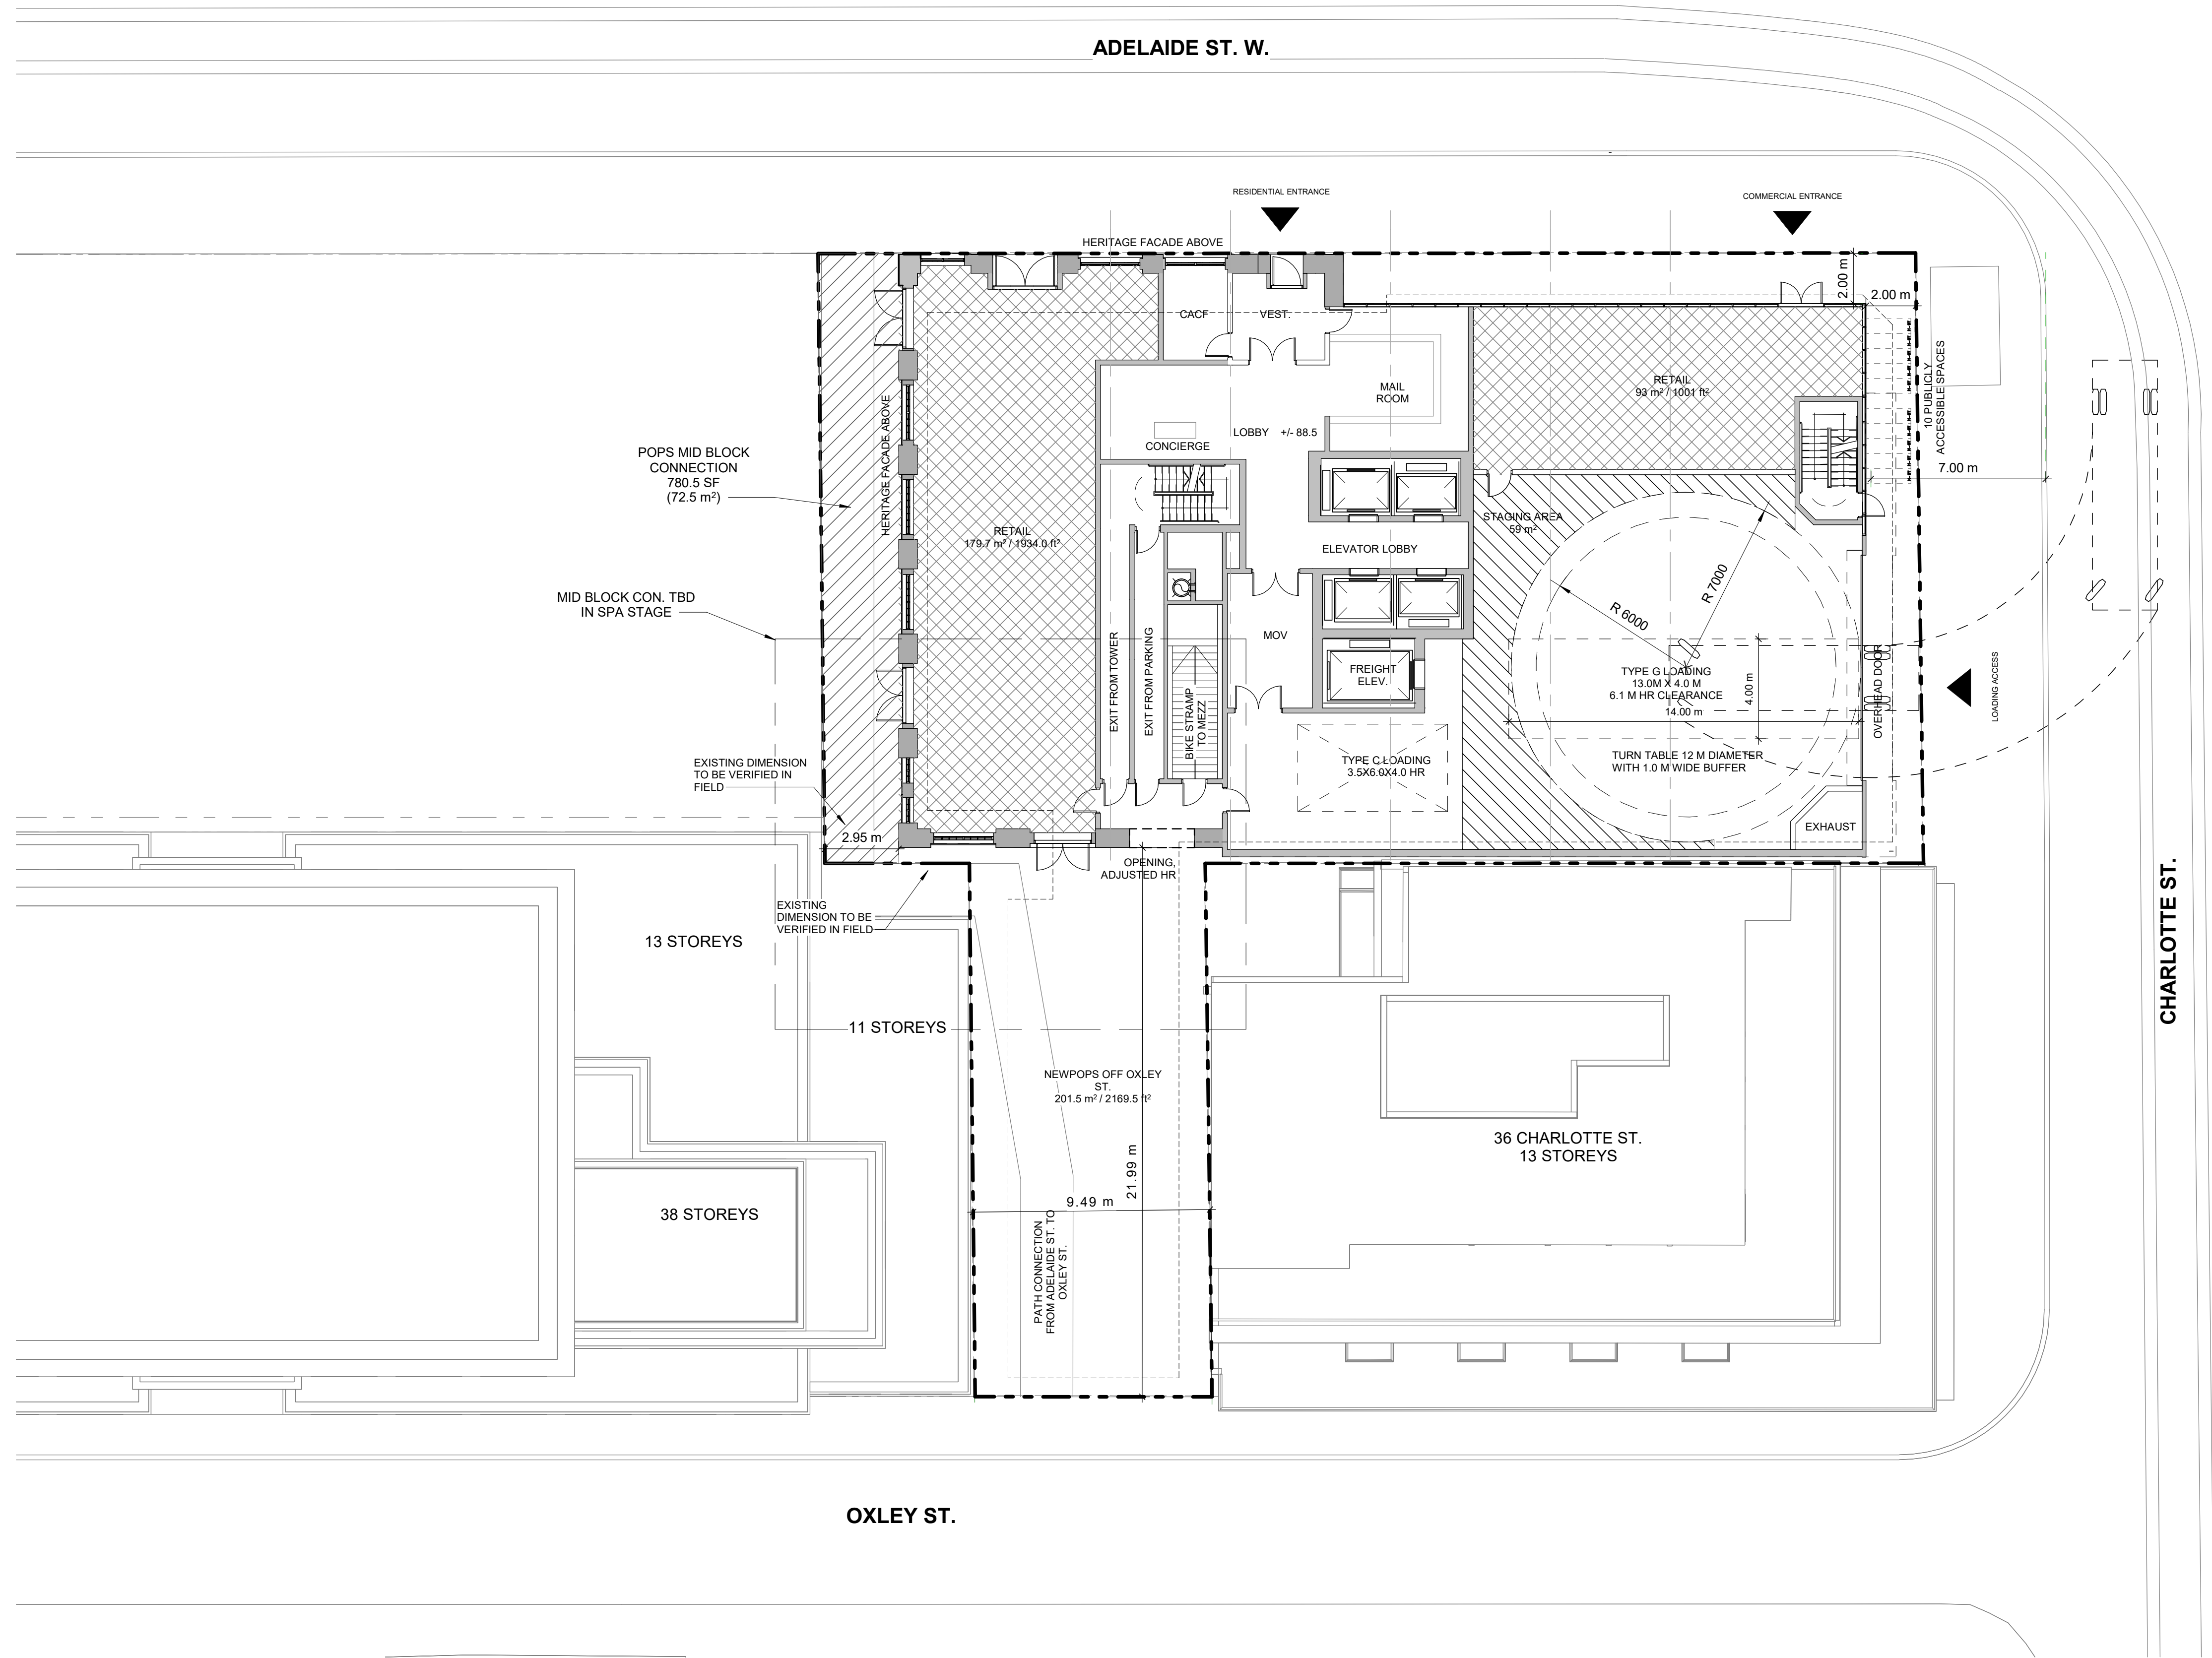 ADELAIDE ST. W.
RESIDENTIAL ENTRANCE
COMMERCIAL ENTRANCE
HERITAGE FACADE ABOVE
2.00 m
2.00 m
CACF
VEST.
10 PUBLICLY
ACCESSIBLE SPACES
RETAIL
93 m² / 1001 ft²
MAIL
ROOM
HERITAGE FACADE ABOVE
LOBBY +/- 88.5
CONCIERGE
POPS MID BLOCK
CONNECTION
780.5 SF
(72.5 m²)
7.00 m
STAGING AREA
59 m²
RETAIL
179.7 m² / 1934.0 ft²
ELEVATOR LOBBY
R 7000
R 6000
MID BLOCK CON. TBD
IN SPA STAGE
MOV
EXIT FROM TOWER
EXIT FROM PARKING
BIKE STRAMP
TO MEZZ
FREIGHT
ELEV.
TYPE G LOADING
13.0M X 4.0 M
6.1 M HR CLEARANCE
14.00 m
4.00 m
OVERHEAD DOOR
LOADING ACCESS
TYPE C LOADING
3.5X6.0X4.0 HR
TURN TABLE 12 M DIAMETER
WITH 1.0 M WIDE BUFFER
EXISTING DIMENSION
TO BE VERIFIED IN
FIELD
2.95 m
EXHAUST
OPENING,
ADJUSTED HR
EXISTING
DIMENSION TO BE
VERIFIED IN FIELD
13 STOREYS
11 STOREYS
CHARLOTTE ST.
NEWPOPS OFF OXLEY
ST.
201.5 m² / 2169.5 ft²
36 CHARLOTTE ST.
13 STOREYS
21.99 m
9.49 m
38 STOREYS
PATH CONNECTION
FROM ADELAIDE ST. TO
OXLEY ST.
OXLEY ST.